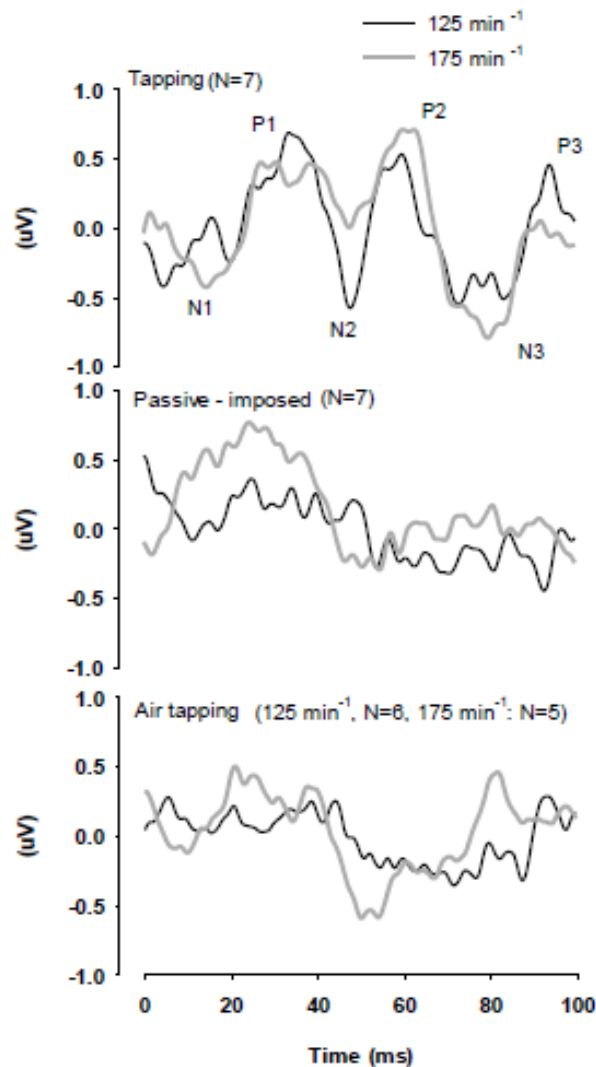 125 min⁻¹
175 min⁻¹
Tapping (N=7)
1.0
0.5
0.0
-0.5
-1.0
(uV)
P1
P2
P3
N1
N2
N3
Passive - imposed (N=7)
1.0
0.5
0.0
-0.5
-1.0
(uV)
Air tapping (125 min⁻¹, N=6, 175 min⁻¹: N=5)
1.0
0.5
0.0
-0.5
-1.0
(uV)
0 20 40 60 80 100
Time (ms)